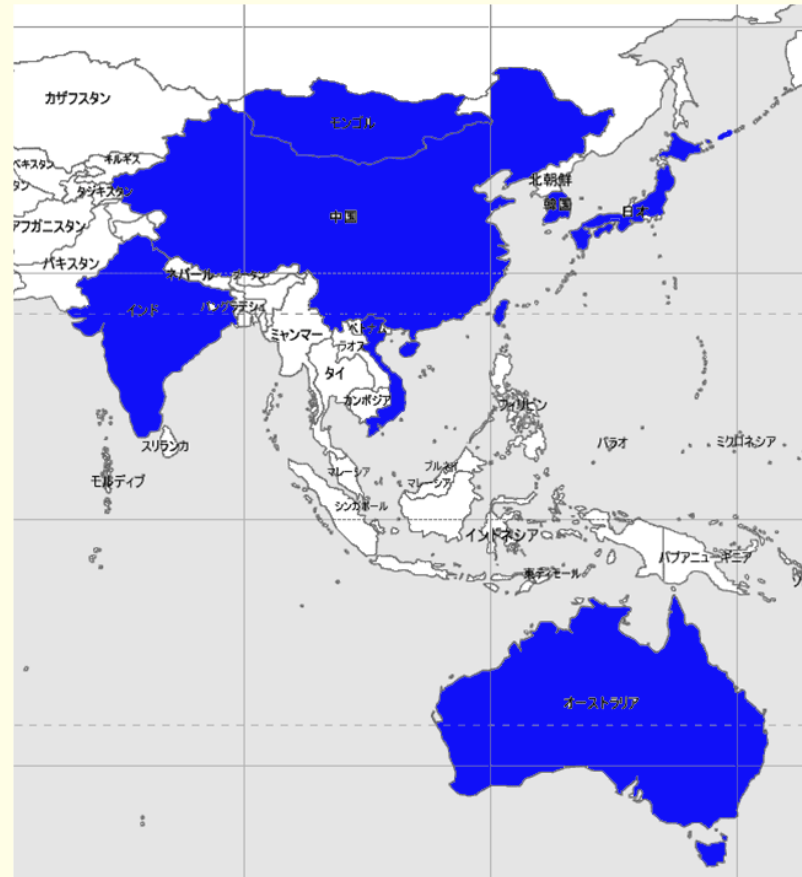 カザフスタン
モンゴル
キルギス
ベキスタン
タン
タジキスタン
北朝鮮
韓国
日本
中国
アフガニスタン
パキスタン
ネパール
ブータン
インド
バングラデシュ
ミャンマー
ベトナム
ラオス
タイ
カンボジア
フィリピン
スリランカ
パラオ
ミクロネシア
モルディブ
マレーシア
ブルネイ
マレーシア
シンガポール
インドネシア
パプアニューギニア
東ティモール
ソ
オーストラリア